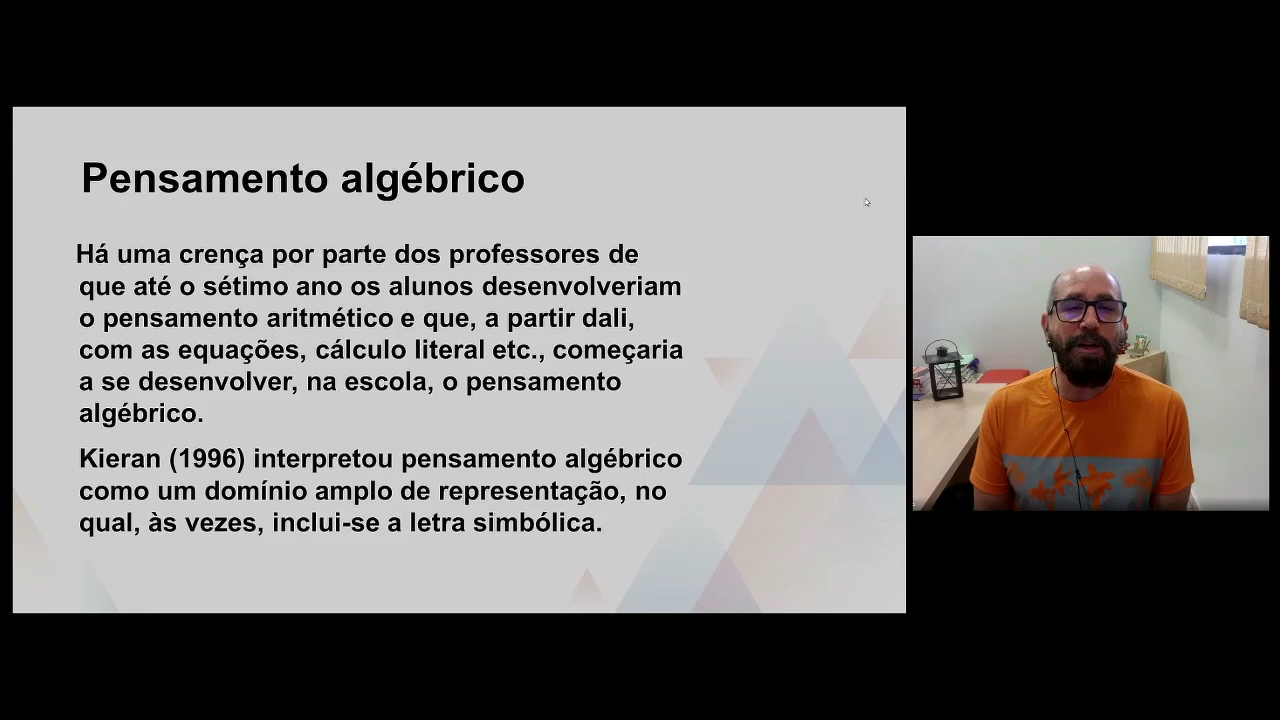 Pensamento algébrico
Há uma crença por parte dos professores de
que até o sétimo ano os alunos desenvolveriam
o pensamento aritmético e que, a partir dali,
com as equações, cálculo literal etc., começaria
a se desenvolver, na escola, o pensamento
algébrico.
Kieran (1996) interpretou pensamento algébrico
como um domínio amplo de representação, no
qual, às vezes, inclui-se a letra simbólica.